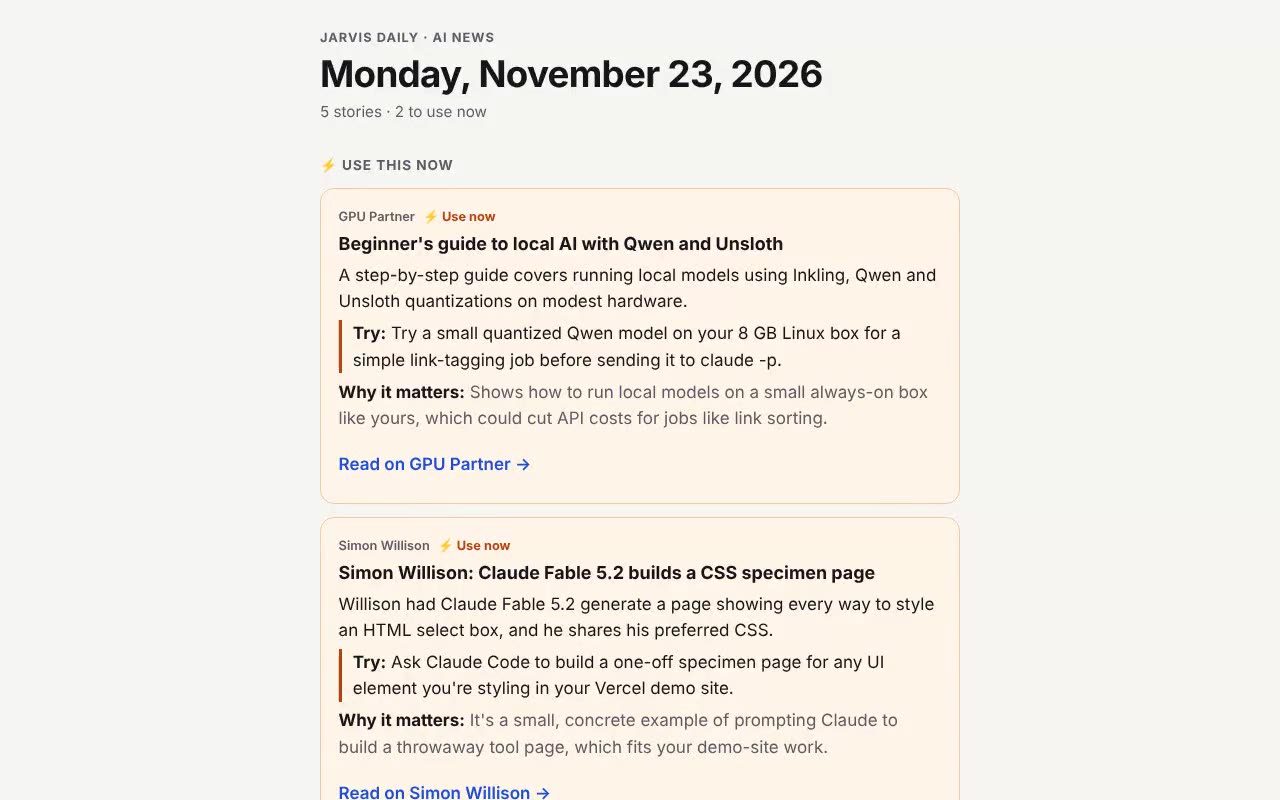 JARVIS DAILY · AI NEWS
Monday, November 23, 2026
5 stories · 2 to use now
⚡ USE THIS NOW
GPU Partner ⚡ Use now
Beginner's guide to local AI with Qwen and Unsloth
A step-by-step guide covers running local models using Inkling, Qwen and
Unsloth quantizations on modest hardware.
Try: Try a small quantized Qwen model on your 8 GB Linux box for a
simple link-tagging job before sending it to claude -p.
Why it matters: Shows how to run local models on a small always-on box
like yours, which could cut API costs for jobs like link sorting.
Read on GPU Partner →
Simon Willison ⚡ Use now
Simon Willison: Claude Fable 5.2 builds a CSS specimen page
Willison had Claude Fable 5.2 generate a page showing every way to style
an HTML select box, and he shares his preferred CSS.
Try: Ask Claude Code to build a one-off specimen page for any UI
element you're styling in your Vercel demo site.
Why it matters: It's a small, concrete example of prompting Claude to
build a throwaway tool page, which fits your demo-site work.
Read on Simon Willison →